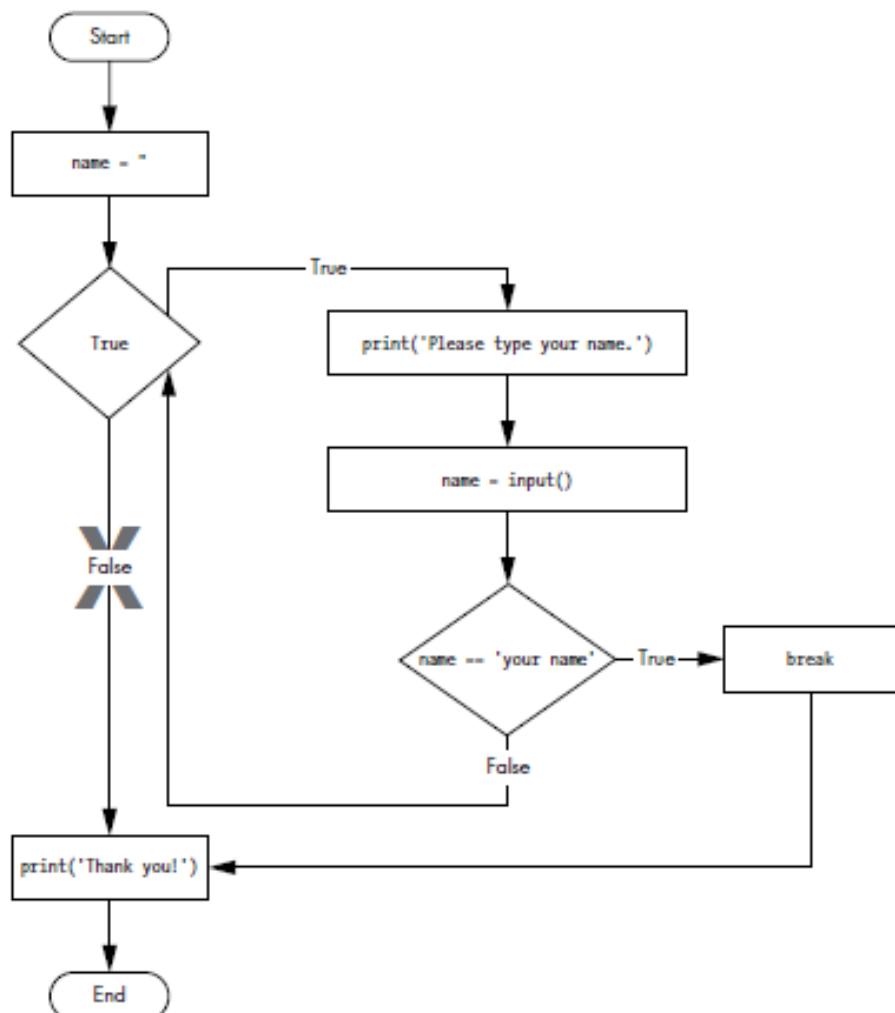 Start
name = ''
True
True
print('Please type your name.')
name = input()
False
name == 'your name'
True
break
False
print('Thank you!')
End